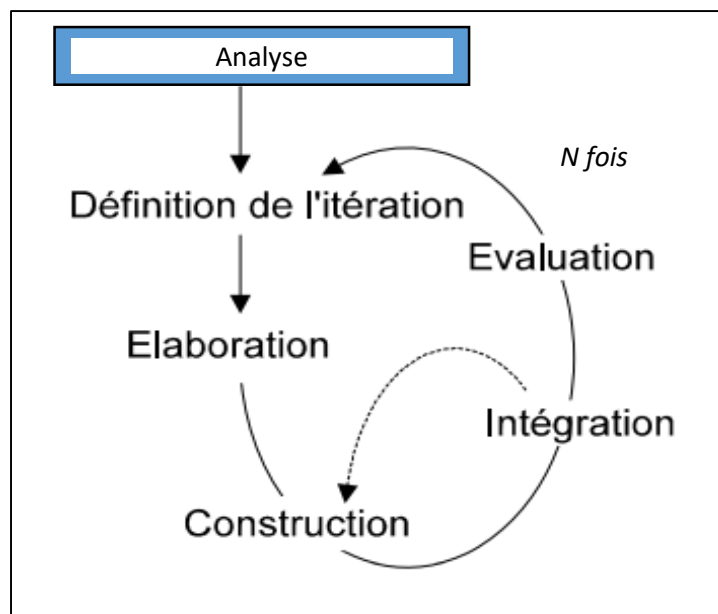 Analyse
N fois
Définition de l'itération
Evaluation
Elaboration
Intégration
Construction